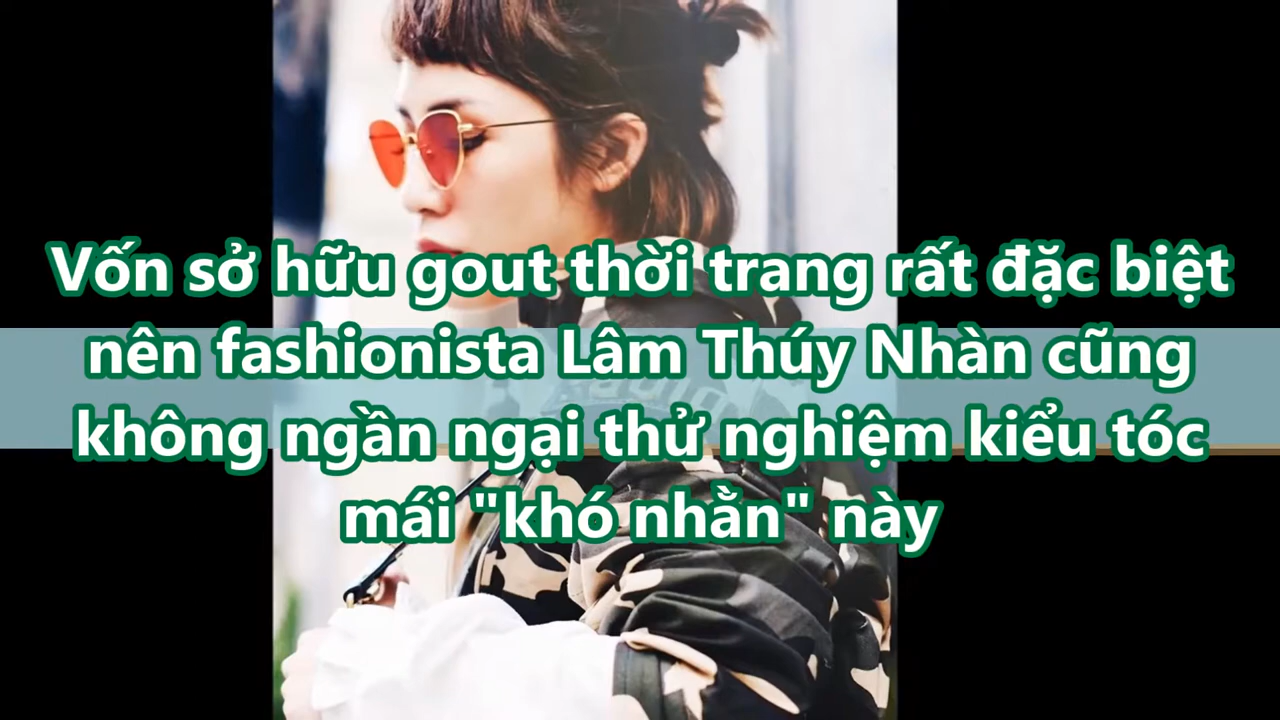 Vốn sở hữu gout thời trang rất đặc biệt
nên fashionista Lâm Thúy Nhàn cũng
không ngần ngại thử nghiệm kiểu tóc
mái "khó nhằn" này